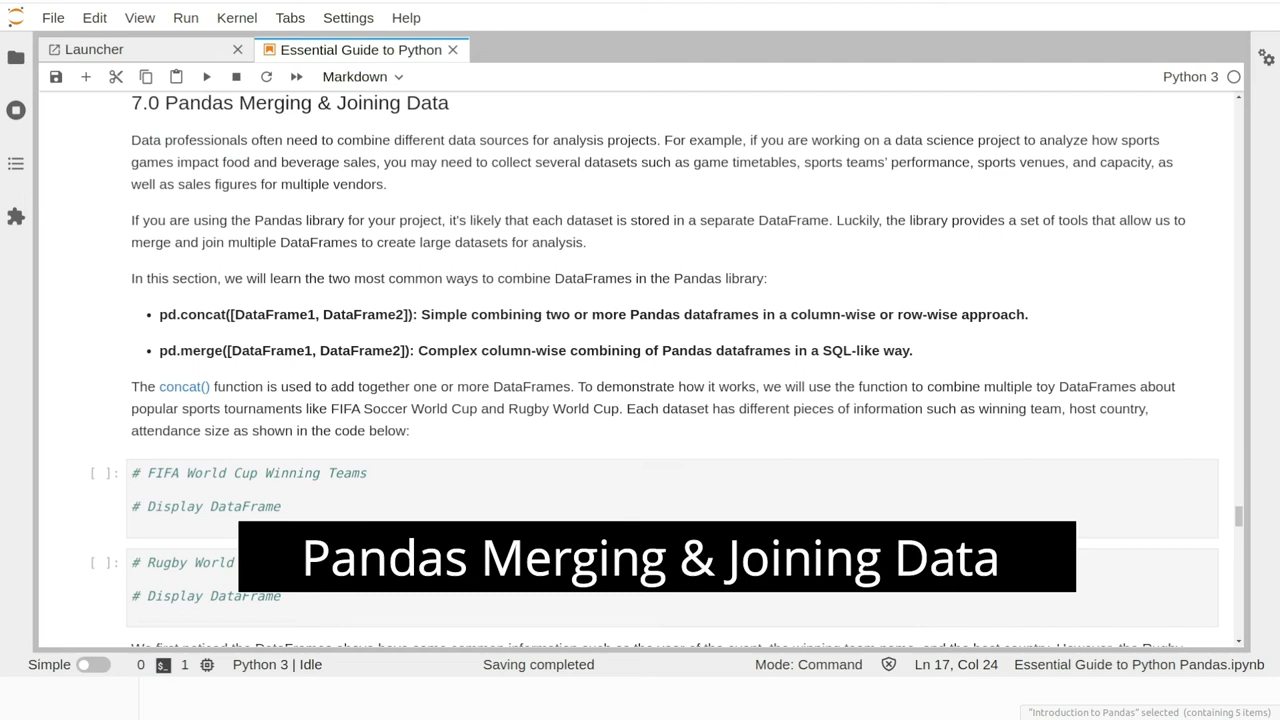 File Edit View Run Kernel Tabs Settings Help
Launcher
Essential Guide to Python
Markdown
Python 3
7.0 Pandas Merging & Joining Data
Data professionals often need to combine different data sources for analysis projects. For example, if you are working on a data science project to analyze how sports
games impact food and beverage sales, you may need to collect several datasets such as game timetables, sports teams' performance, sports venues, and capacity, as
well as sales figures for multiple vendors.
If you are using the Pandas library for your project, it's likely that each dataset is stored in a separate DataFrame. Luckily, the library provides a set of tools that allow us to
merge and join multiple DataFrames to create large datasets for analysis.
In this section, we will learn the two most common ways to combine DataFrames in the Pandas library:
• pd.concat([DataFrame1, DataFrame2]): Simple combining two or more Pandas dataframes in a column-wise or row-wise approach.
• pd.merge([DataFrame1, DataFrame2]): Complex column-wise combining of Pandas dataframes in a SQL-like way.
The concat() function is used to add together one or more DataFrames. To demonstrate how it works, we will use the function to combine multiple toy DataFrames about
popular sports tournaments like FIFA Soccer World Cup and Rugby World Cup. Each dataset has different pieces of information such as winning team, host country,
attendance size as shown in the code below:
[ ]: # FIFA World Cup Winning Teams
# Display DataFrame
Pandas Merging & Joining Data
[ ]: # Rugby World
# Display DataFrame
Simple 0 1 Python 3 | Idle Saving completed Mode: Command Ln 17, Col 24 Essential Guide to Python Pandas.ipynb
"Introduction to Pandas" selected (containing 5 items)